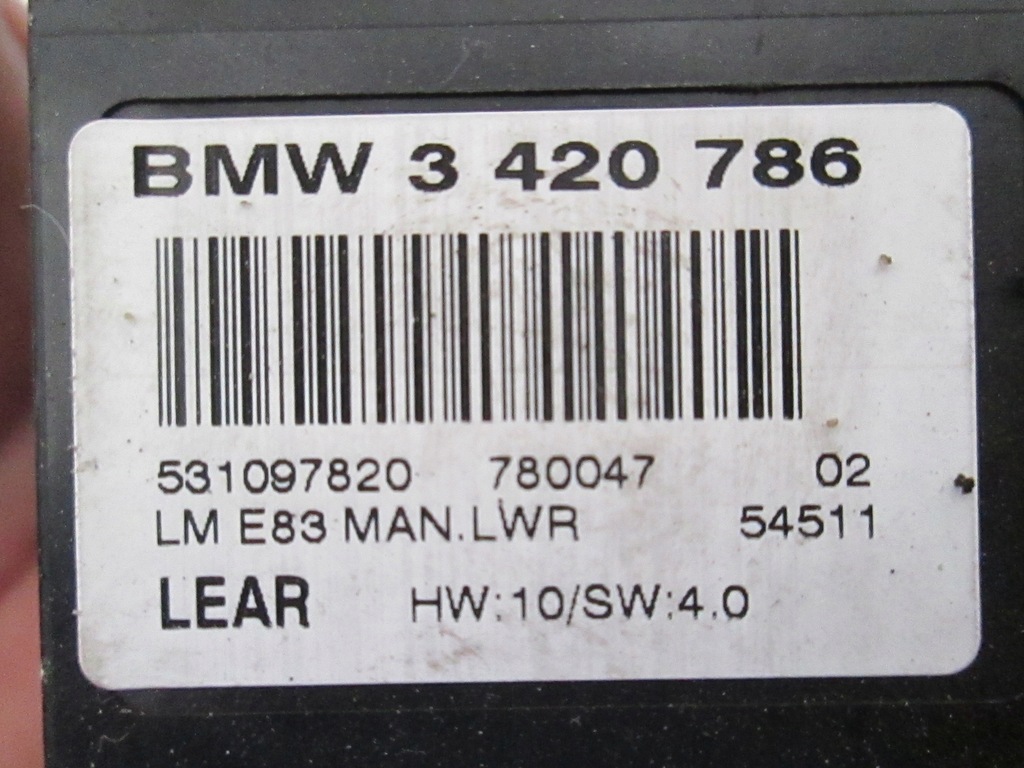 BMW 3 420 786
531097820 780047 02
LM E83 MAN.LWR 54511
LEAR HW:10/SW:4.0